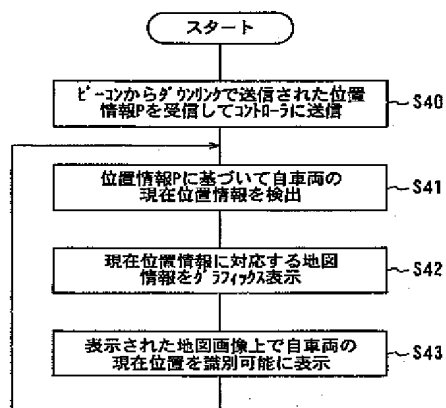 スタート
ビーコンからダウンリンクで送信された位置
情報Pを受信してコントローラに送信
S40
位置情報Pに基づいて自車両の
現在位置情報を検出
S41
現在位置情報に対応する地図
情報をグラフィックス表示
S42
表示された地図画像上で自車両の
現在位置を識別可能に表示
S43